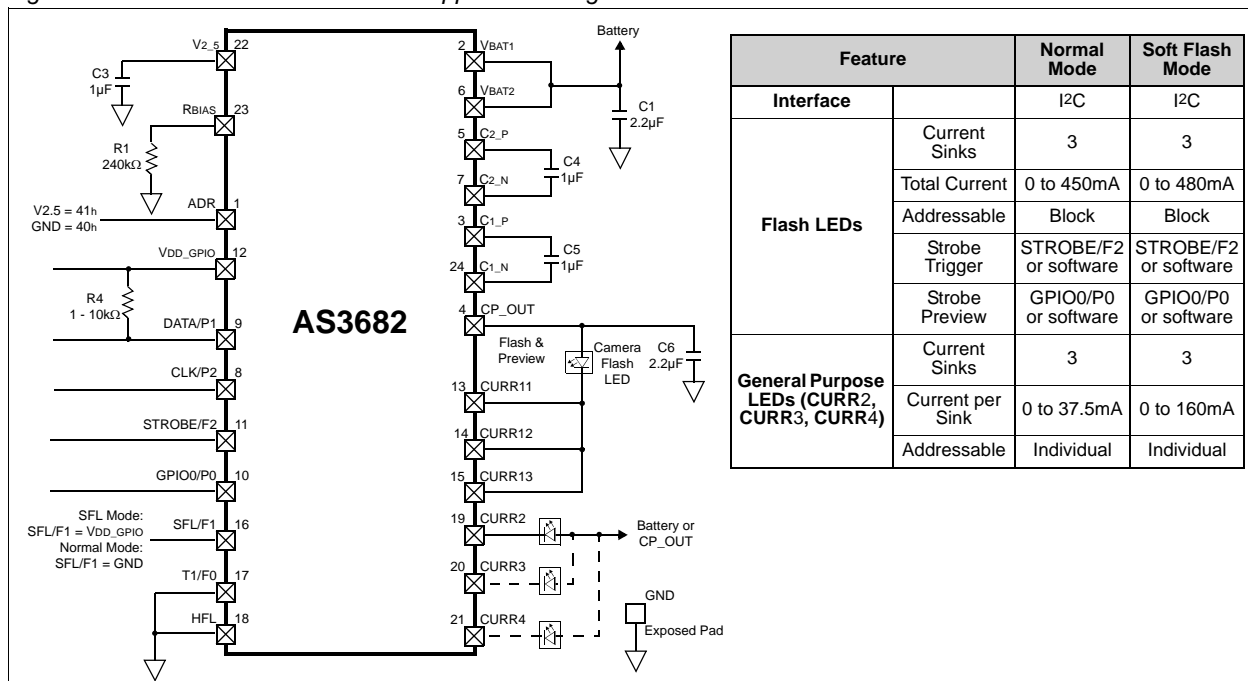 V2_5 22
C3
1µF
RBIAS 23
R1
240kΩ
ADR 1
V2.5 = 41h
GND = 40h
VDD_GPIO 12
R4
1 - 10kΩ
DATA/P1 9
CLK/P2 8
STROBE/F2 11
GPIO0/P0 10
SFL Mode:
SFL/F1 = VDD_GPIO
Normal Mode:
SFL/F1 = GND
SFL/F1 16
T1/F0 17
HFL 18
AS3682
Battery
2 VBAT1
6 VBAT2
C1
2.2µF
5 C2_P
C4
1µF
7 C2_N
3 C1_P
C5
1µF
24 C1_N
4 CP_OUT
Flash &
Preview
Camera
Flash
LED
C6
2.2µF
13 CURR11
14 CURR12
15 CURR13
19 CURR2
Battery or
CP_OUT
20 CURR3
21 CURR4
GND
Exposed Pad
Feature Normal Mode Soft Flash Mode
Interface I2C I2C
Flash LEDs
Current Sinks 3 3
Total Current 0 to 450mA 0 to 480mA
Addressable Block Block
Strobe Trigger STROBE/F2 or software STROBE/F2 or software
Strobe Preview GPIO0/P0 or software GPIO0/P0 or software
General Purpose LEDs (CURR2, CURR3, CURR4)
Current Sinks 3 3
Current per Sink 0 to 37.5mA 0 to 160mA
Addressable Individual Individual